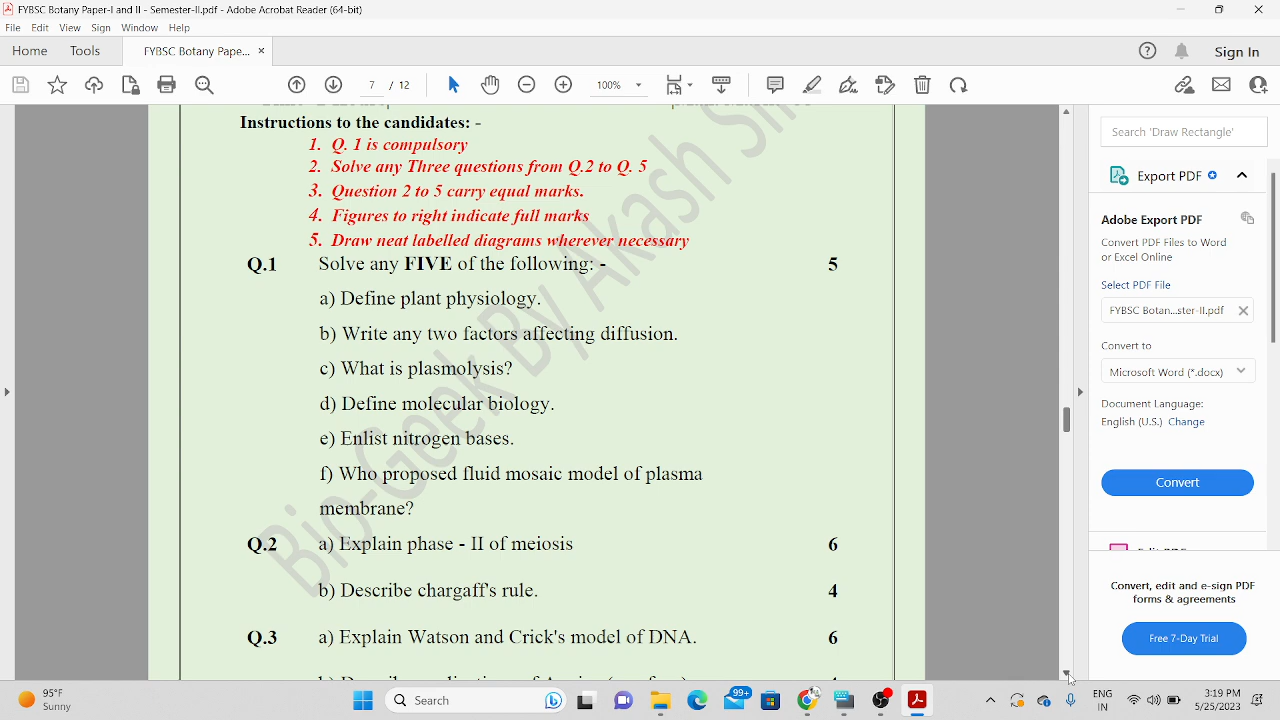 FYBSC Botany Paper-I and II - Semester-II.pdf - Adobe Acrobat Reader (64-bit)
File Edit View Sign Window Help
Home Tools FYBSC Botany Pape... × Sign In
7 / 12 100%
Instructions to the candidates: -
1. Q. 1 is compulsory
2. Solve any Three questions from Q.2 to Q. 5
3. Question 2 to 5 carry equal marks.
4. Figures to right indicate full marks
5. Draw neat labelled diagrams wherever necessary
Q.1 Solve any FIVE of the following: - 5
a) Define plant physiology.
b) Write any two factors affecting diffusion.
c) What is plasmolysis?
d) Define molecular biology.
e) Enlist nitrogen bases.
f) Who proposed fluid mosaic model of plasma
membrane?
Q.2 a) Explain phase - II of meiosis 6
b) Describe chargaff's rule. 4
Q.3 a) Explain Watson and Crick's model of DNA. 6
Bio-Geek By Akash
Search 'Draw Rectangle'
Export PDF
Adobe Export PDF
Convert PDF Files to Word
or Excel Online
Select PDF File
FYBSC Botan...ster-II.pdf
Convert to
Microsoft Word (*.docx)
Document Language:
English (U.S.) Change
Convert
Convert, edit and e-sign PDF
forms & agreements
Free 7-Day Trial
95°F
Sunny
Search
99+
ENG
IN
3:19 PM
5/25/2023